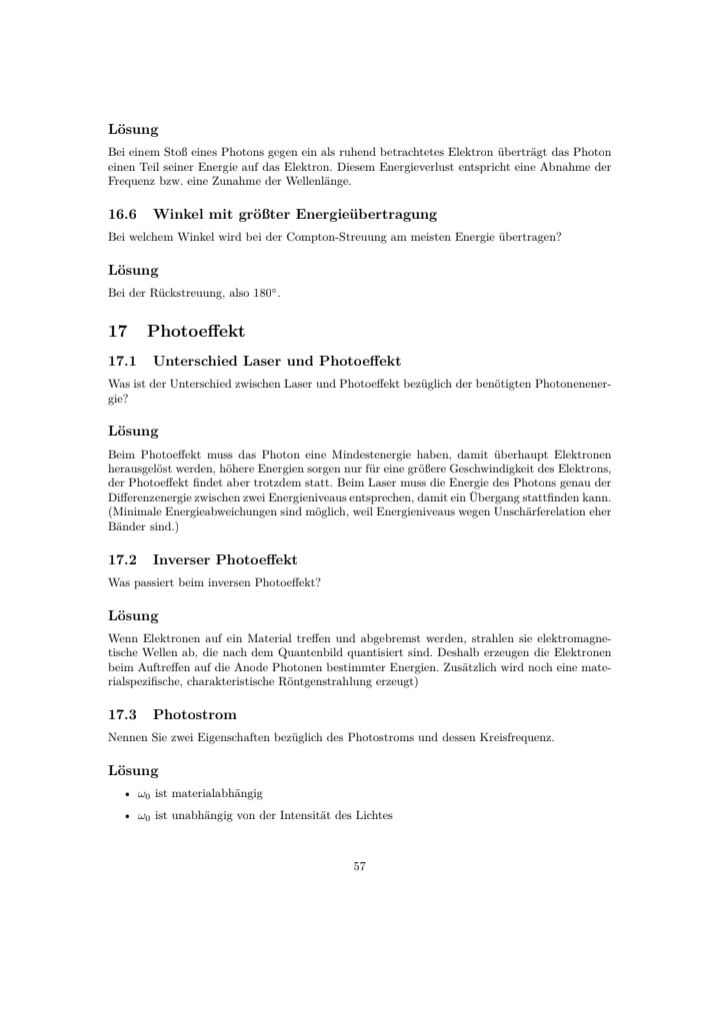 Lösung
Bei einem Stoß eines Photons gegen ein als ruhend betrachtetes Elektron überträgt das Photon
einen Teil seiner Energie auf das Elektron. Diesem Energieverlust entspricht eine Abnahme der
Frequenz bzw. eine Zunahme der Wellenlänge.
16.6 Winkel mit größter Energieübertragung
Bei welchem Winkel wird bei der Compton-Streuung am meisten Energie übertragen?
Lösung
Bei der Rückstreuung, also 180°.
17 Photoeffekt
17.1 Unterschied Laser und Photoeffekt
Was ist der Unterschied zwischen Laser und Photoeffekt bezüglich der benötigten Photonenener-
gie?
Lösung
Beim Photoeffekt muss das Photon eine Mindestenergie haben, damit überhaupt Elektronen
herausgelöst werden, höhere Energien sorgen nur für eine größere Geschwindigkeit des Elektrons,
der Photoeffekt findet aber trotzdem statt. Beim Laser muss die Energie des Photons genau der
Differenzenergie zwischen zwei Energieniveaus entsprechen, damit ein Übergang stattfinden kann.
(Minimale Energieabweichungen sind möglich, weil Energieniveaus wegen Unschärferelation eher
Bänder sind.)
17.2 Inverser Photoeffekt
Was passiert beim inversen Photoeffekt?
Lösung
Wenn Elektronen auf ein Material treffen und abgebremst werden, strahlen sie elektromagne-
tische Wellen ab, die nach dem Quantenbild quantisiert sind. Deshalb erzeugen die Elektronen
beim Auftreffen auf die Anode Photonen bestimmter Energien. Zusätzlich wird noch eine mate-
rialspezifische, charakteristische Röntgenstrahlung erzeugt)
17.3 Photostrom
Nennen Sie zwei Eigenschaften bezüglich des Photostroms und dessen Kreisfrequenz.
Lösung
• ω₀ ist materialabhängig
• ω₀ ist unabhängig von der Intensität des Lichtes
57